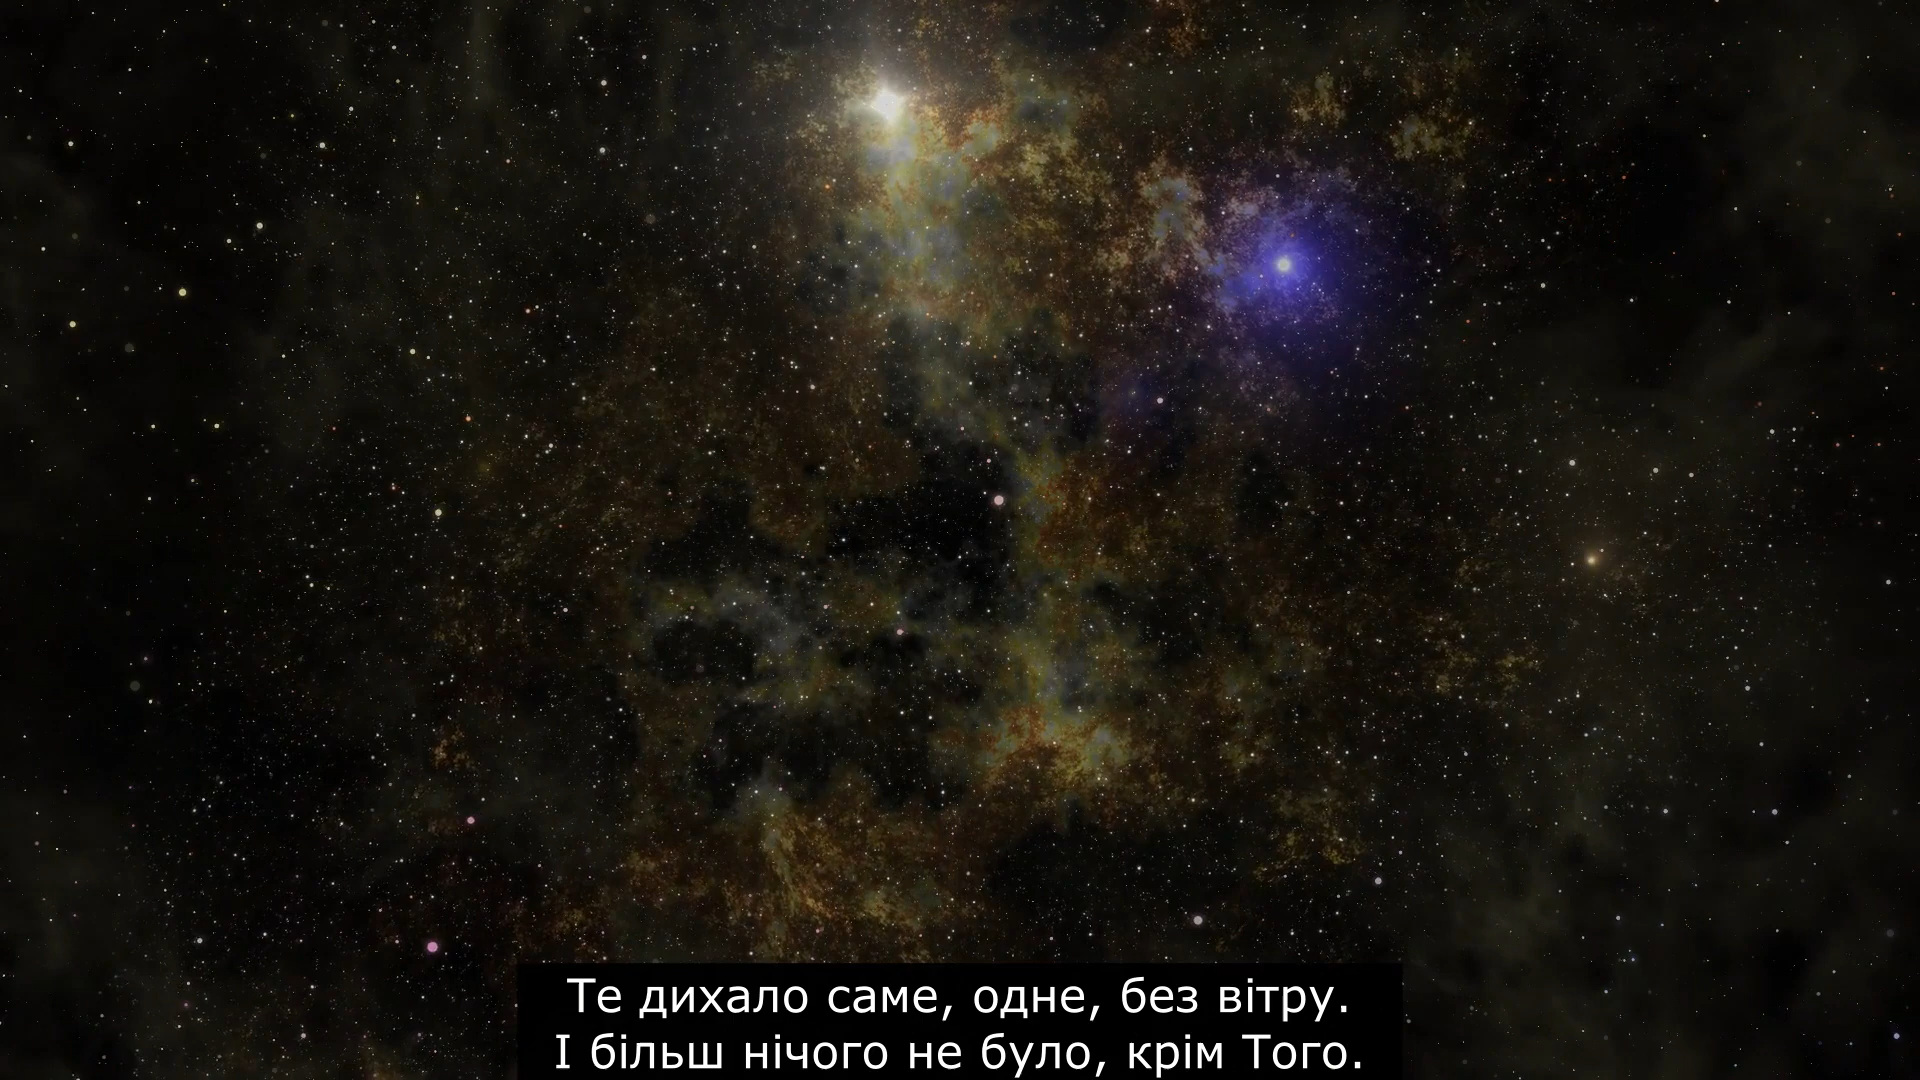 Те дихало саме, одне, без вітру.
І більш нічого не було, крім Того.